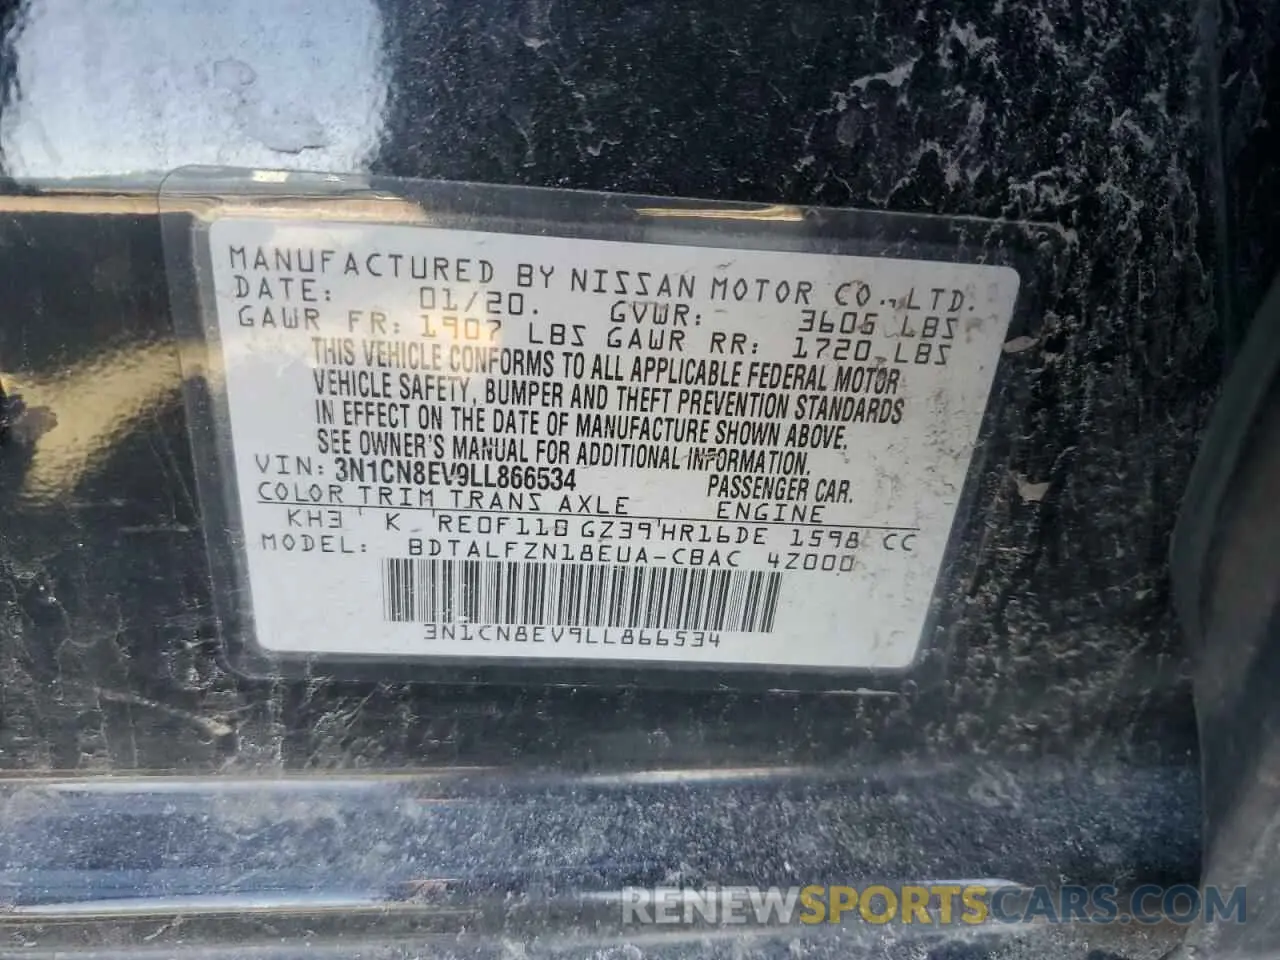 MANUFACTURED BY NISSAN MOTOR CO., LTD.
DATE: 01/20. GVWR: 3605 LBS
GAWR FR: 1907 LBS GAWR RR: 1720 LBS
THIS VEHICLE CONFORMS TO ALL APPLICABLE FEDERAL MOTOR
VEHICLE SAFETY, BUMPER AND THEFT PREVENTION STANDARDS
IN EFFECT ON THE DATE OF MANUFACTURE SHOWN ABOVE.
SEE OWNER'S MANUAL FOR ADDITIONAL INFORMATION.
VIN: 3N1CN8EV9LL866534 PASSENGER CAR.
COLOR TRIM TRANS AXLE ENGINE
KH3 K RE0F11B GZ39 HR16DE 1598 CC
MODEL: BDTALFZN18EUA-CBAC 4Z000
3N1CN8EV9LL866534
RENEWSPORTSCARS.COM